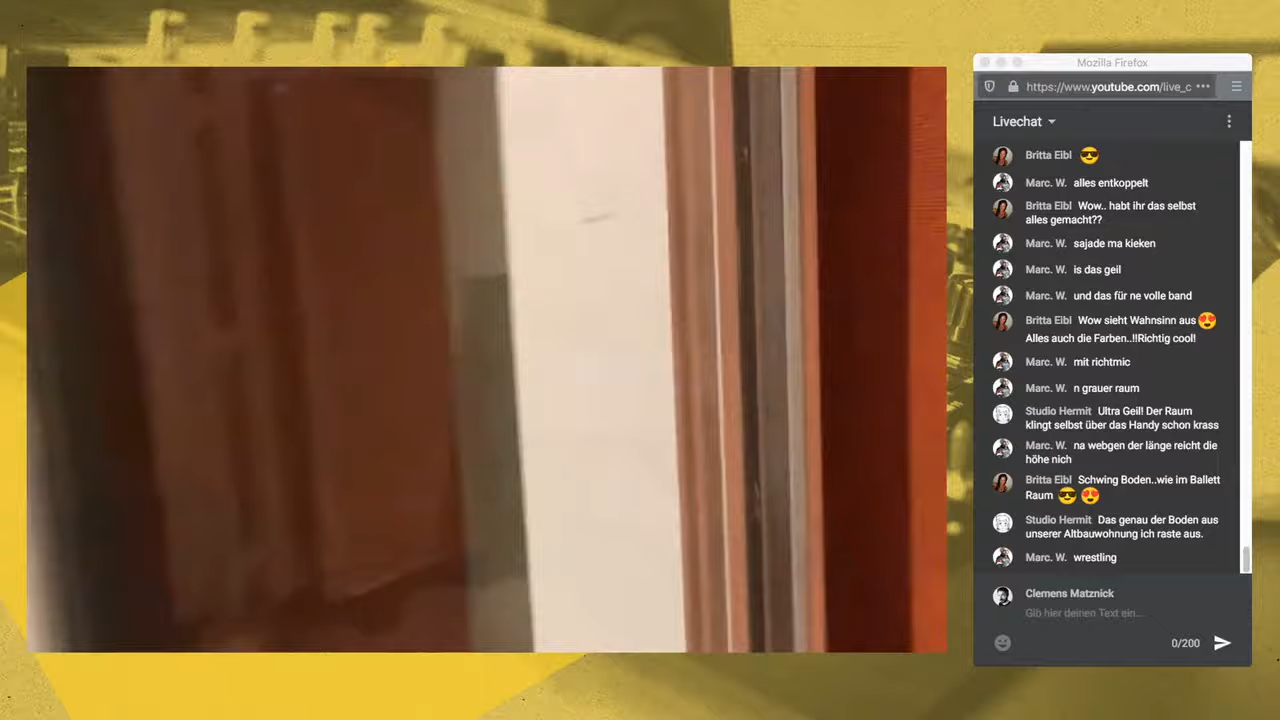 Mozilla Firefox
https://www.youtube.com/live_c
Livechat
Britta Eibl 😎
Marc. W. alles entkoppelt
Britta Eibl Wow.. habt ihr das selbst
alles gemacht??
Marc. W. sajade ma kieken
Marc. W. is das geil
Marc. W. und das für ne volle band
Britta Eibl Wow sieht Wahnsinn aus😍
Alles auch die Farben..!!Richtig cool!
Marc. W. mit richtmic
Marc. W. n grauer raum
Studio Hermit Ultra Geil! Der Raum
klingt selbst über das Handy schon krass
Marc. W. na webgen der länge reicht die
höhe nich
Britta Eibl Schwing Boden..wie im Ballett
Raum 😎 😍
Studio Hermit Das genau der Boden aus
unserer Altbauwohnung ich raste aus.
Marc. W. wrestling
Clemens Matznick
Gib hier deinen Text ein...
0/200